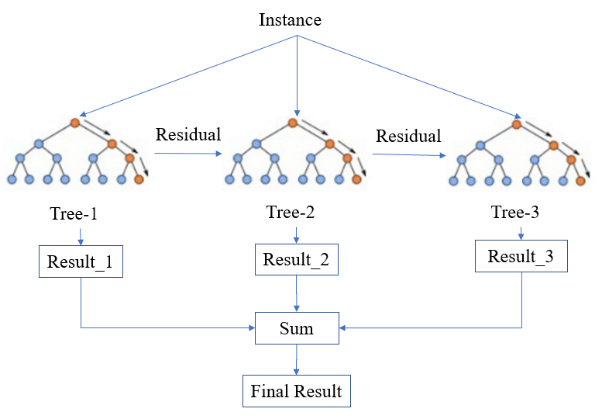 Instance
Residual
Residual
Tree-1
Tree-2
Tree-3
Result_1
Result_2
Result_3
Sum
Final Result